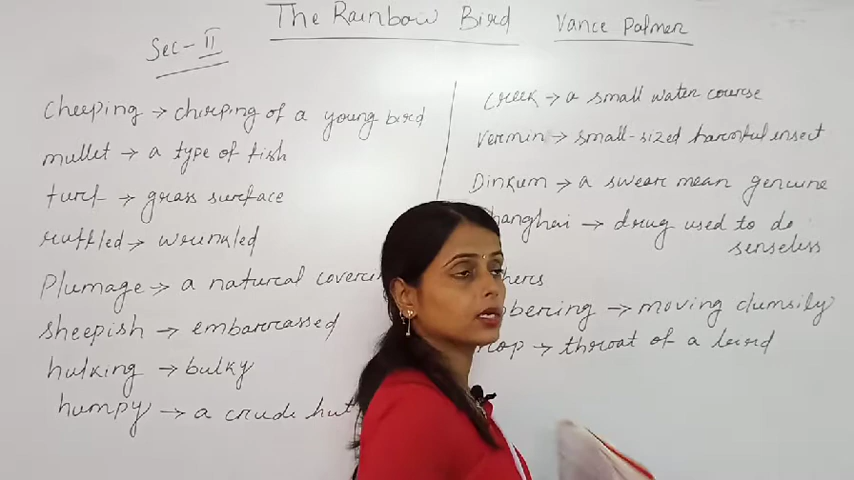 The Rainbow Bird Vance Palmer
Sec - II
cheeping → chirping of a young bird
mullet → a type of fish
turf → grass surface
ruffled → wrinkled
Plumage → a natural
sheepish → embarrassed
hulking → bulky
humpy → a crude hut
creek → a small water course
vermin → small-sized harmful insect
Dinkum → a swear mean genuine
→ drug used to do
senseless
→ moving clumsily
→ throat of a bird